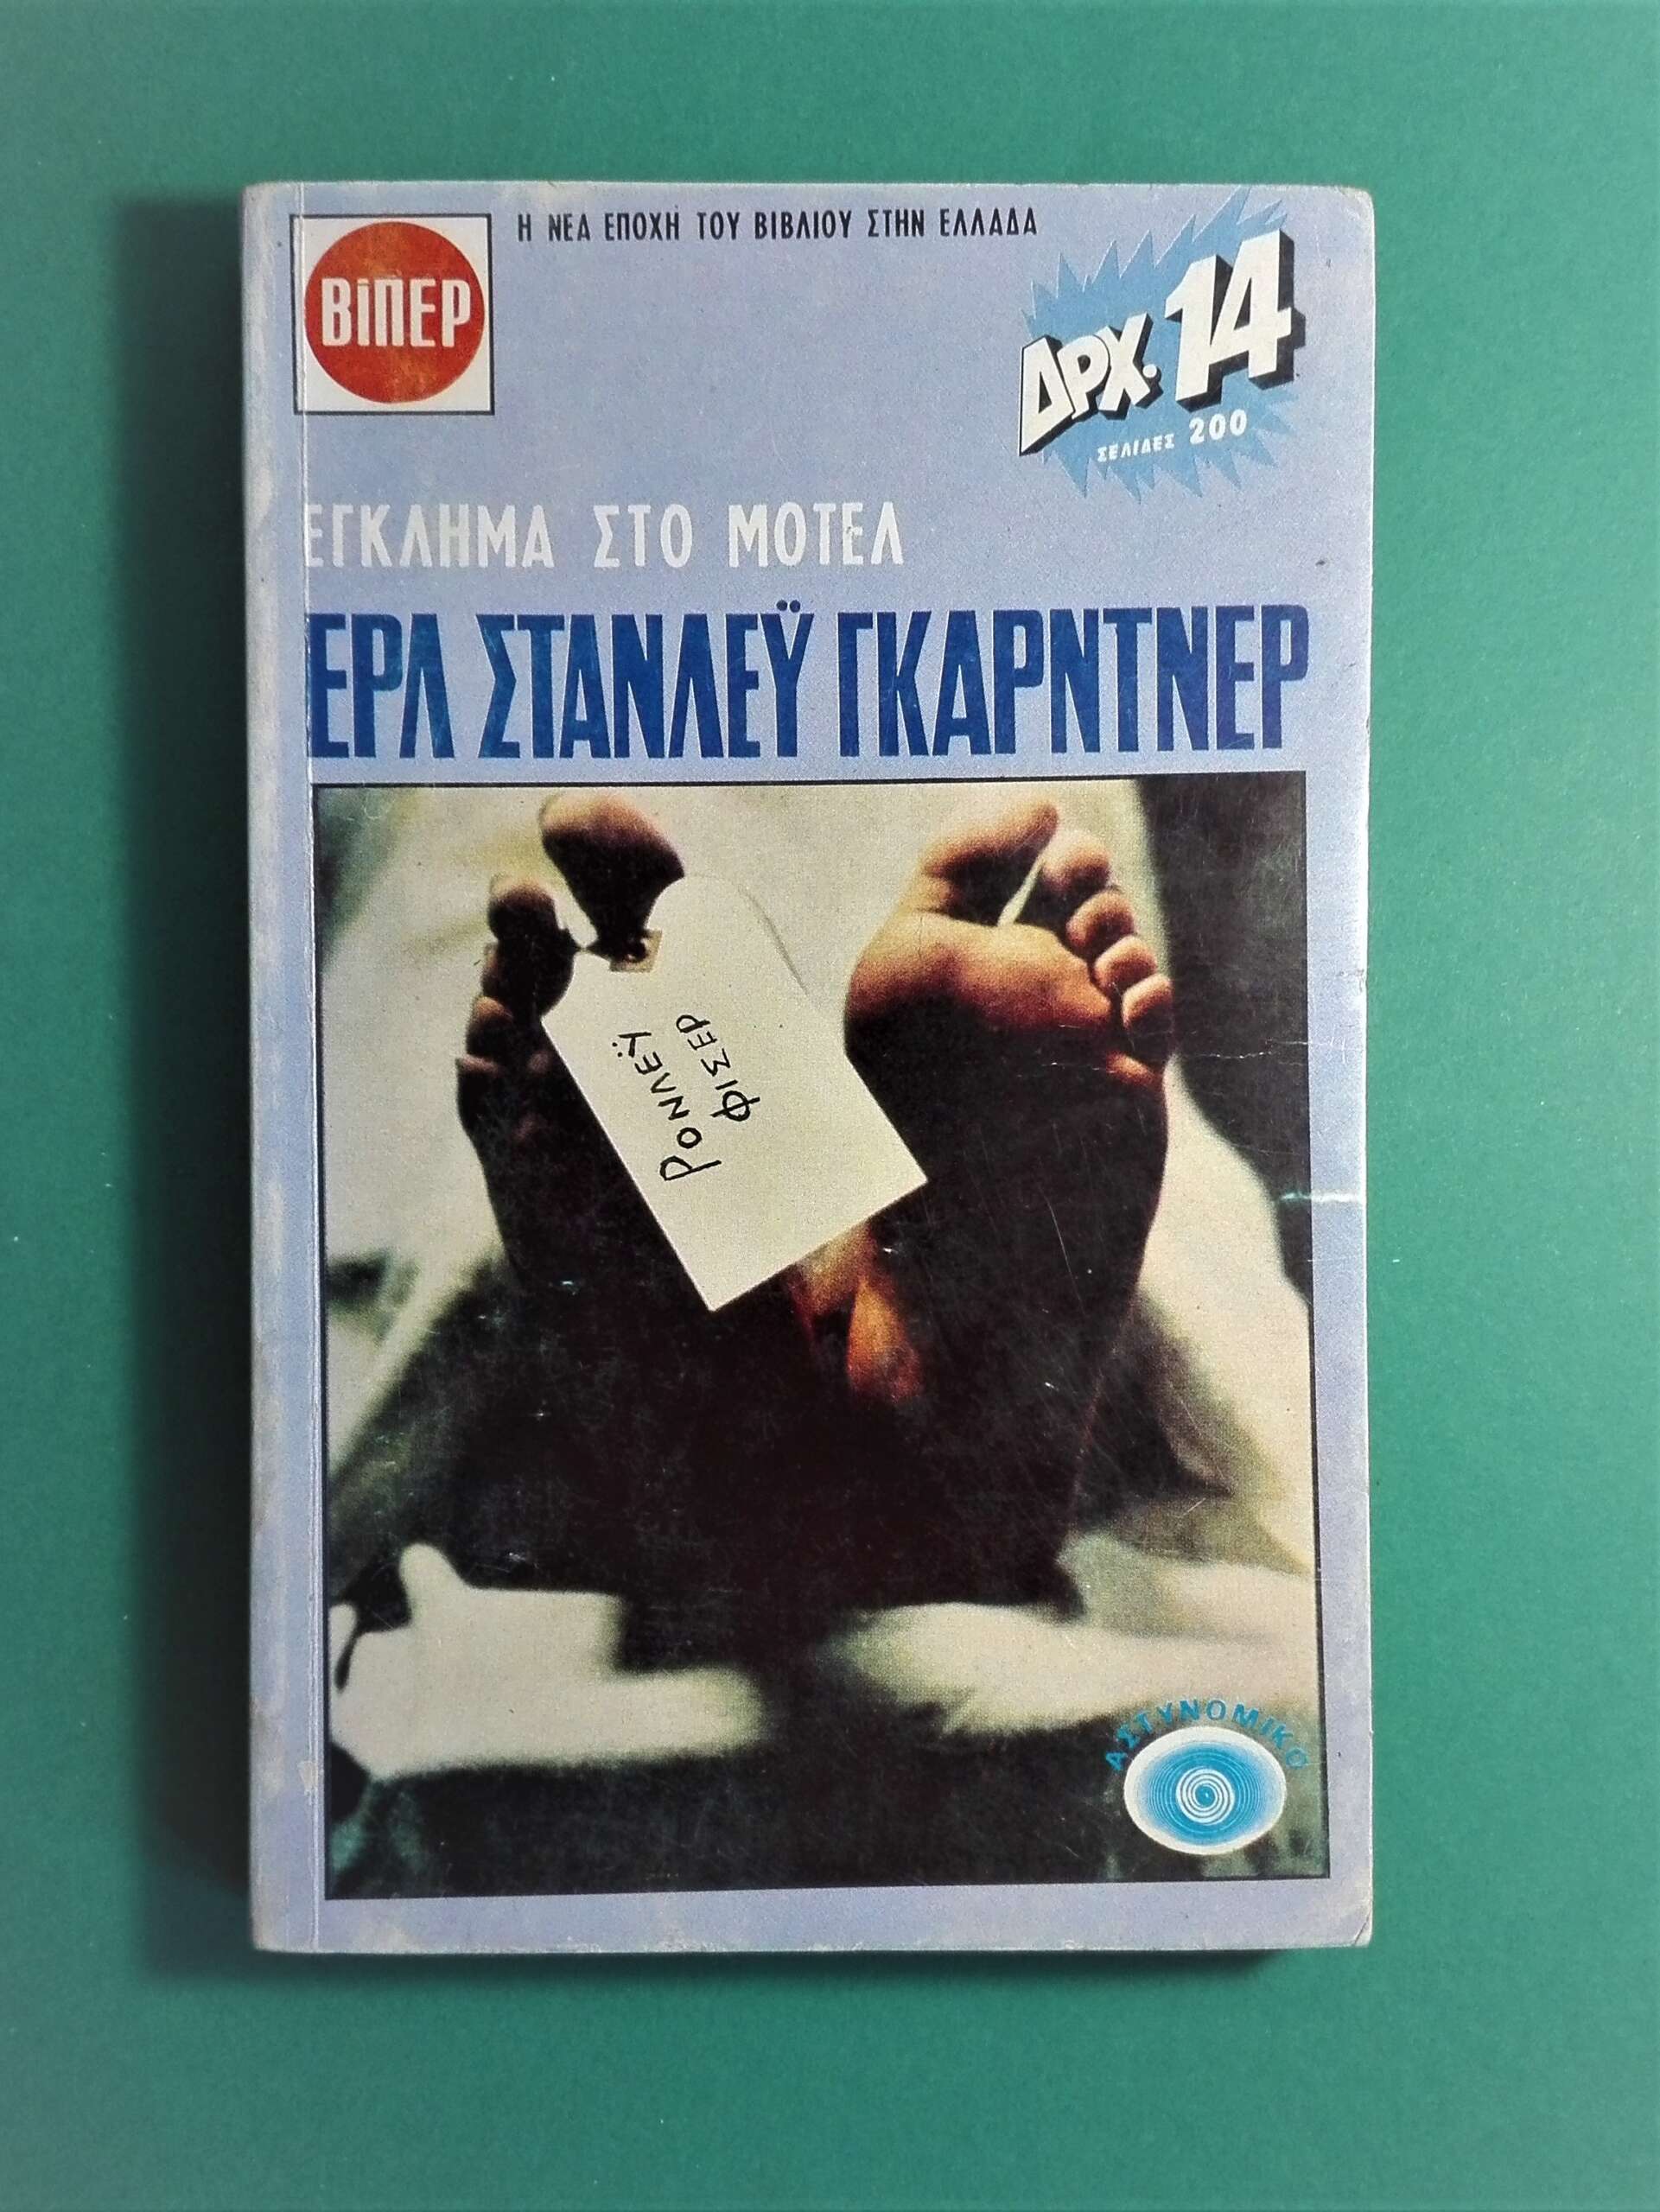 ΒΙΠΕΡ
Η ΝΕΑ ΕΠΟΧΗ ΤΟΥ ΒΙΒΛΙΟΥ ΣΤΗΝ ΕΛΛΑΔΑ
ΔΡΧ. 14
ΣΕΛΙΔΕΣ 200
ΕΓΚΛΗΜΑ ΣΤΟ ΜΟΤΕΛ
ΕΡΛ ΣΤΑΝΛΕΫ ΓΚΑΡΝΤΝΕΡ
ΡΟΝΛΕΫ
ΦΙΣΕΡ
ΑΣΤΥΝΟΜΙΚΟ